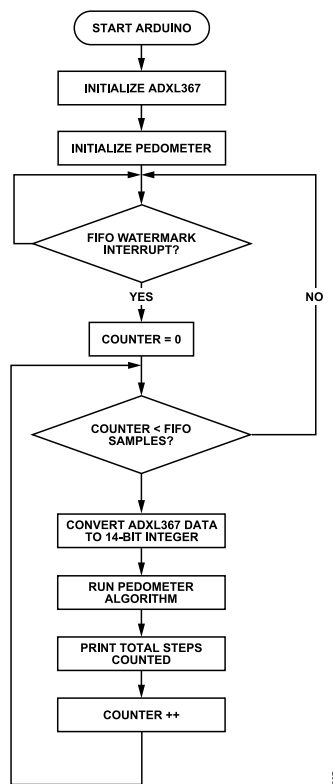 START ARDUINO
INITIALIZE ADXL367
INITIALIZE PEDOMETER
FIFO WATERMARK
INTERRUPT?
YES
NO
COUNTER = 0
COUNTER < FIFO
SAMPLES?
CONVERT ADXL367 DATA
TO 14-BIT INTEGER
RUN PEDOMETER
ALGORITHM
PRINT TOTAL STEPS
COUNTED
COUNTER ++